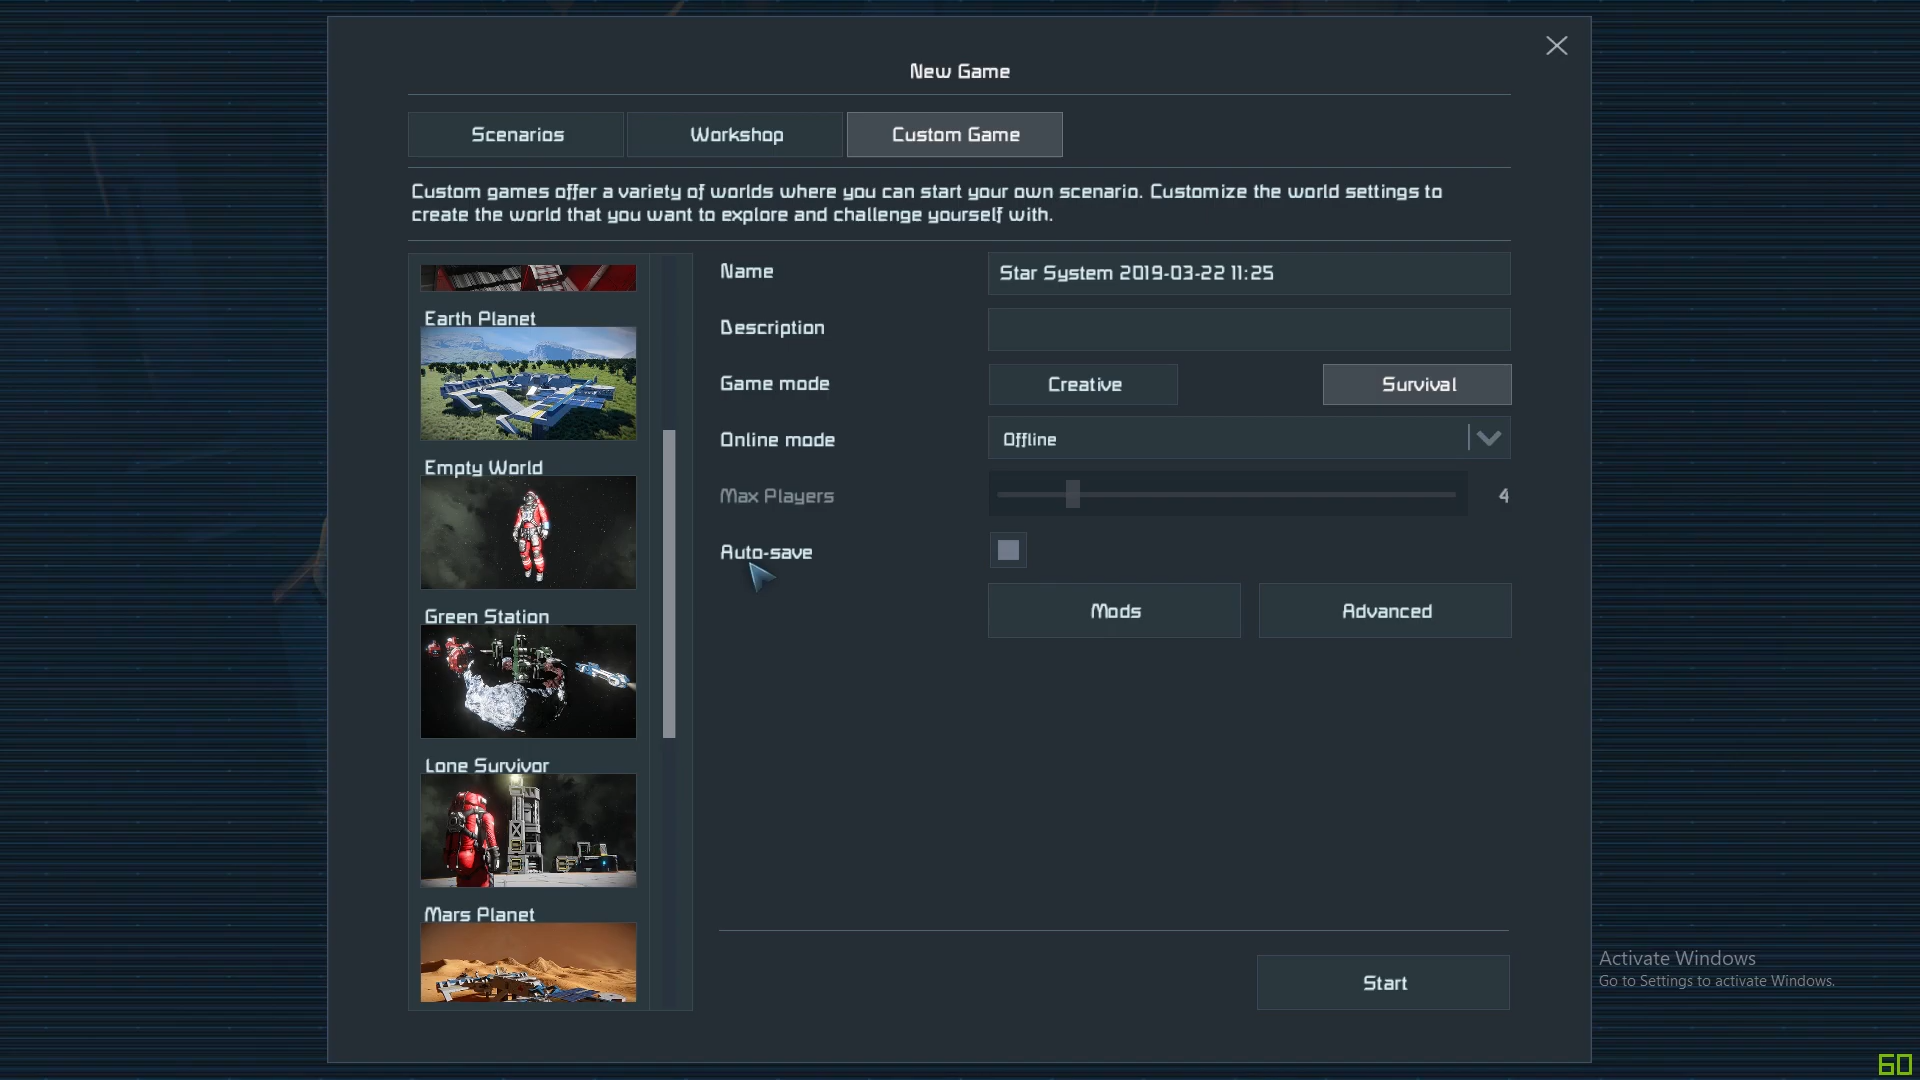 New Game
Scenarios
Workshop
Custom Game
Custom games offer a variety of worlds where you can start your own scenario. Customize the world settings to
create the world that you want to explore and challenge yourself with.
Earth Planet
Empty World
Green Station
Lone Survivor
Mars Planet
Name
Star System 2019-03-22 11:25
Description
Game mode
Creative
Survival
Online mode
Offline
Max Players
4
Auto-save
Mods
Advanced
Start
Activate Windows
Go to Settings to activate Windows.
60